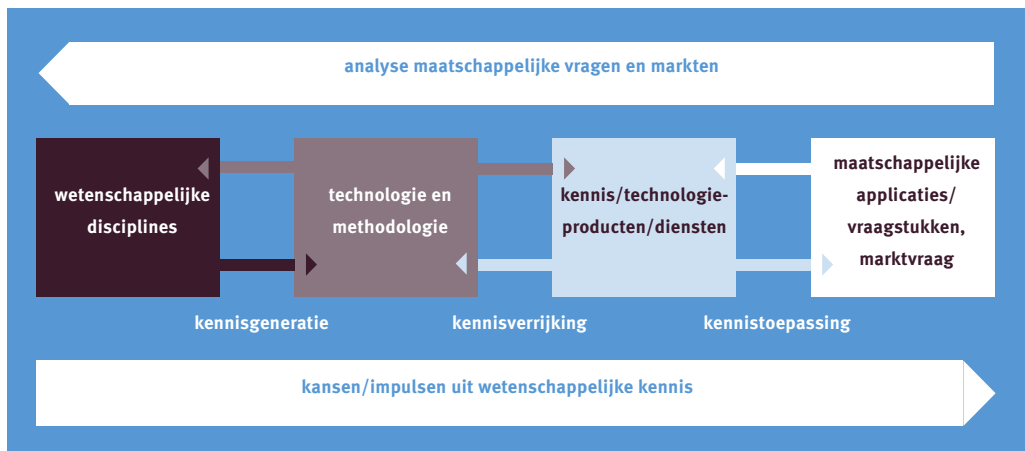 analyse maatschappelijke vragen en markten
wetenschappelijke
disciplines
technologie en
methodologie
kennis/technologie-
producten/diensten
maatschappelijke
applicaties/
vraagstukken,
marktvraag
kennisgeneratie
kennisverrijking
kennistoepassing
kansen/impulsen uit wetenschappelijke kennis